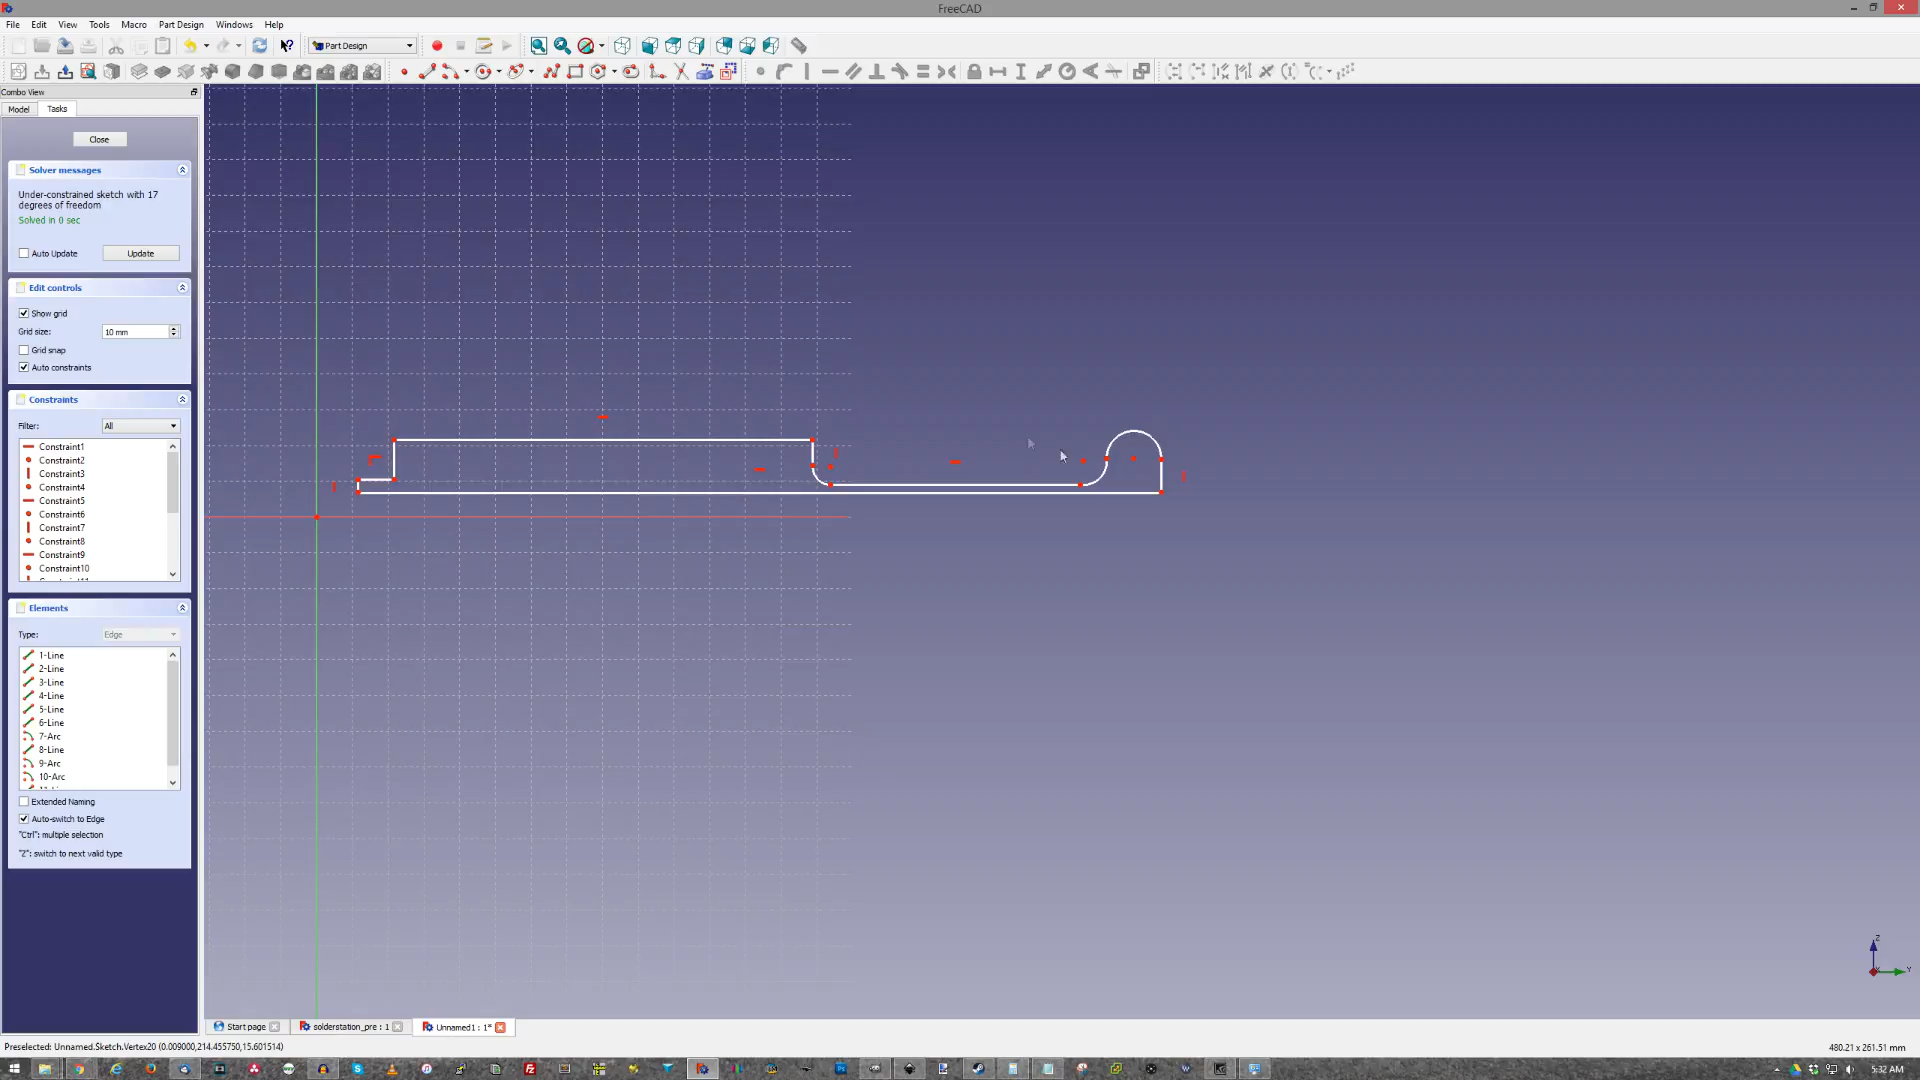 FreeCAD
File Edit View Tools Macro Part Design Windows Help
Part Design
Combo View
Model Tasks
Close
Solver messages
Under-constrained sketch with 17
degrees of freedom
Solved in 0 sec
Auto Update Update
Edit controls
Show grid
Grid size: 10 mm
Grid snap
Auto constraints
Constraints
Filter: All
Constraint1
Constraint2
Constraint3
Constraint4
Constraint5
Constraint6
Constraint7
Constraint8
Constraint9
Constraint10
Elements
Type: Edge
1-Line
2-Line
3-Line
4-Line
5-Line
6-Line
7-Arc
8-Line
9-Arc
10-Arc
Extended Naming
Auto-switch to Edge
"Ctrl": multiple selection
"Z": switch to next valid type
Z
Y
Start page solderstation_pre : 1 Unnamed1 : 1*
Preselected: Unnamed.Sketch.Vertex20 (0.009000,214.455750,15.601514) 480.21 x 261.51 mm
5:32 AM